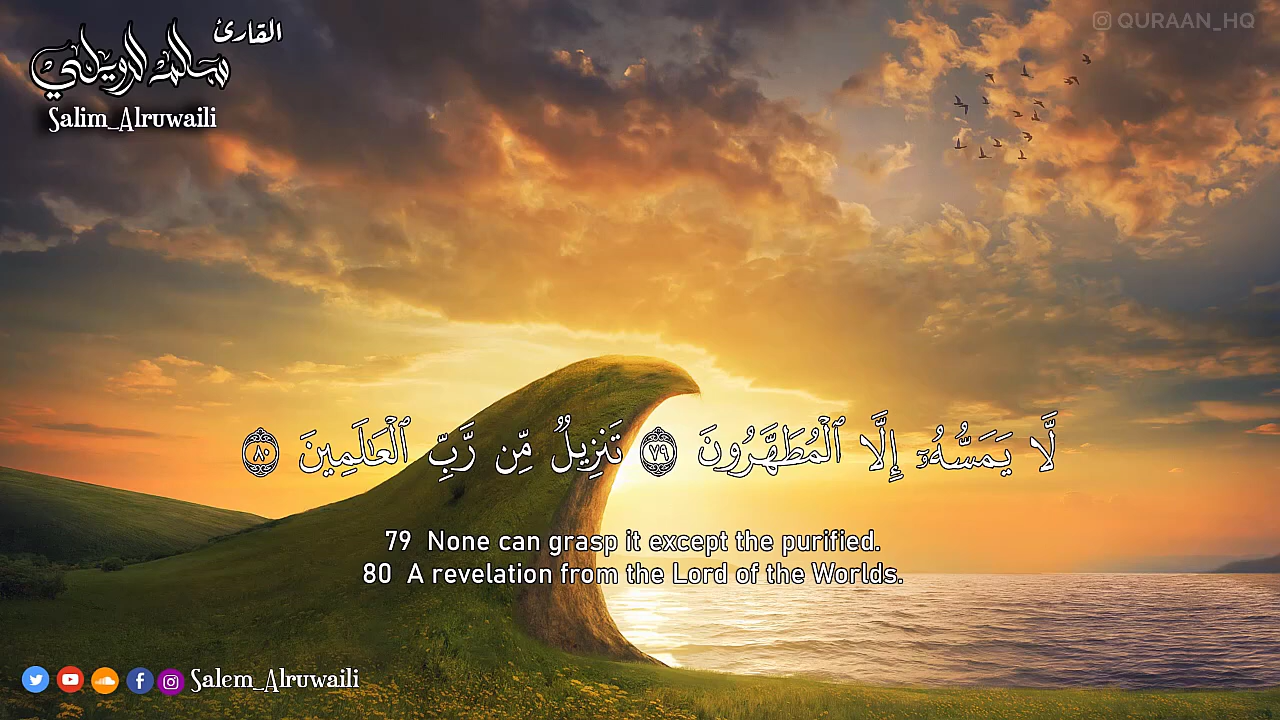 القارئ
سالم الرويلي
Salim_Alruwaili
QURAAN_HQ
لَّا يَمَسُّهُۥٓ إِلَّا ٱلْمُطَهَّرُونَ ٧٩ تَنزِيلٌ مِّن رَّبِّ ٱلْعَـٰلَمِينَ ٨٠
79 None can grasp it except the purified.
80 A revelation from the Lord of the Worlds.
Salem_Alruwaili